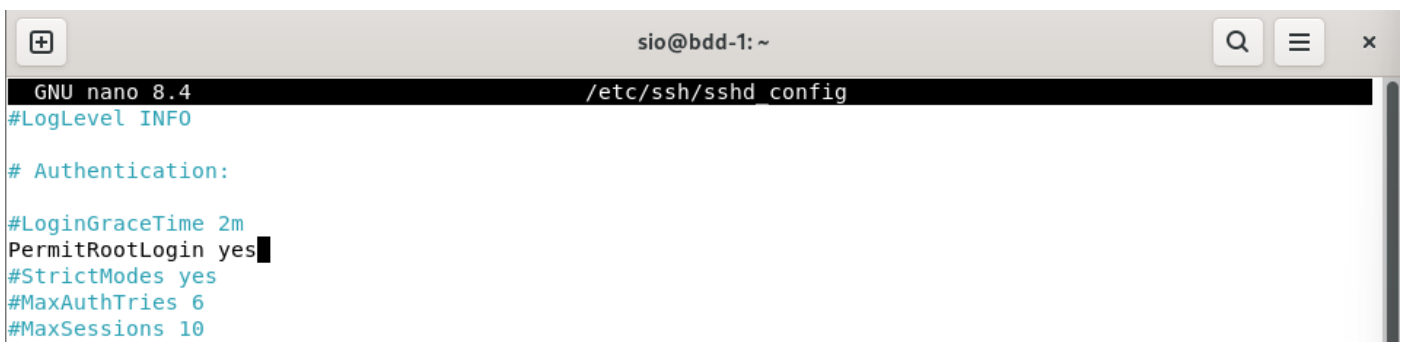 sio@bdd-1: ~
GNU nano 8.4 /etc/ssh/sshd_config
#LogLevel INFO
# Authentication:
#LoginGraceTime 2m
PermitRootLogin yes
#StrictModes yes
#MaxAuthTries 6
#MaxSessions 10